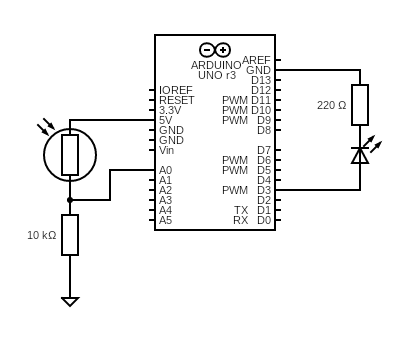 AREF
GND
ARDUINO
UNO r3
D13
IOREF D12
RESET PWM D11
3.3V PWM D10
5V PWM D9
GND D8
GND
Vin D7
PWM D6
A0 PWM D5
A1 D4
A2 PWM D3
A3 D2
A4 TX D1
A5 RX D0
220 Ω
10 kΩ